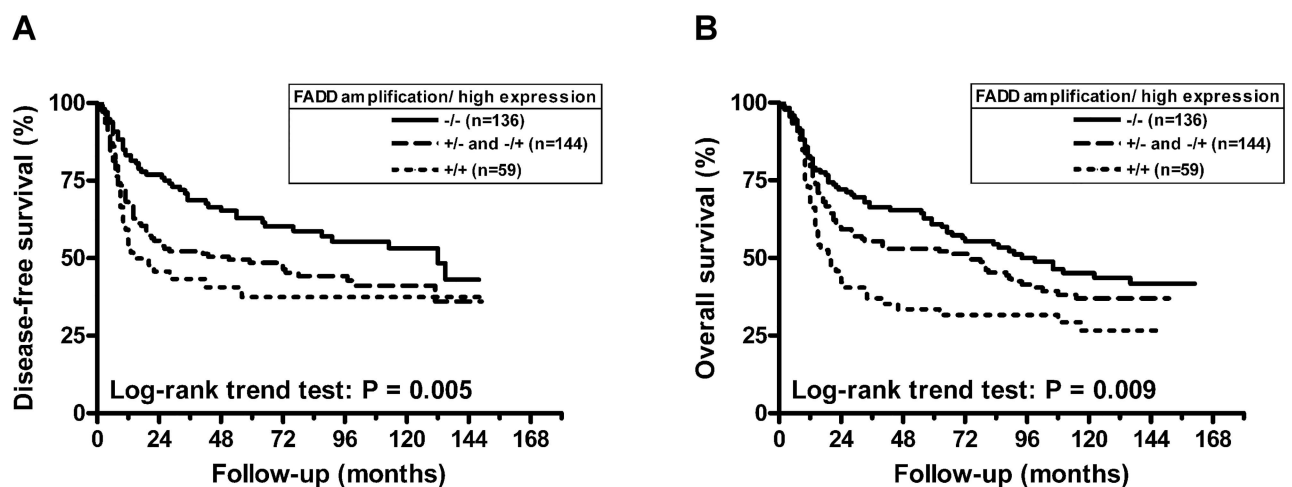 A
Disease-free survival (%)
100
75
50
25
0
FADD amplification/ high expression
-/- (n=136)
+/- and -/+ (n=144)
+/+ (n=59)
Log-rank trend test: P = 0.005
0 24 48 72 96 120 144 168
Follow-up (months)
B
Overall survival (%)
100
75
50
25
0
FADD amplification/ high expression
-/- (n=136)
+/- and -/+ (n=144)
+/+ (n=59)
Log-rank trend test: P = 0.009
0 24 48 72 96 120 144 168
Follow-up (months)